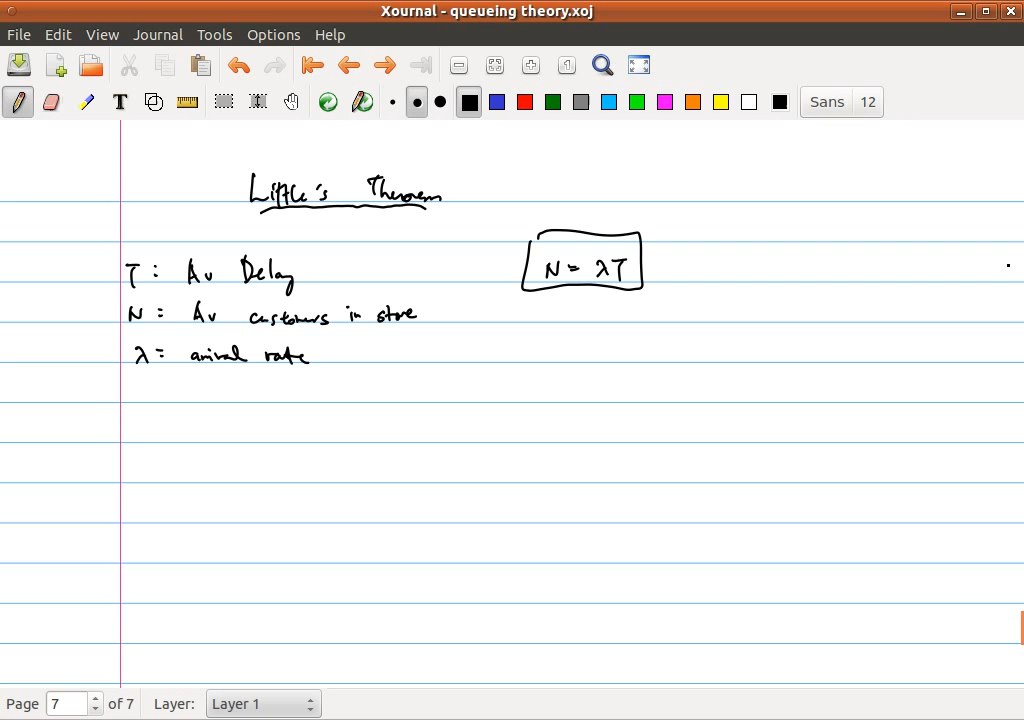 Xournal - queueing theory.xoj
File Edit View Journal Tools Options Help
Sans 12
Little's Theorem
T : Av Delay
N = λT
N : Av customers in store
λ = arrival rate
Page 7 of 7 Layer: Layer 1